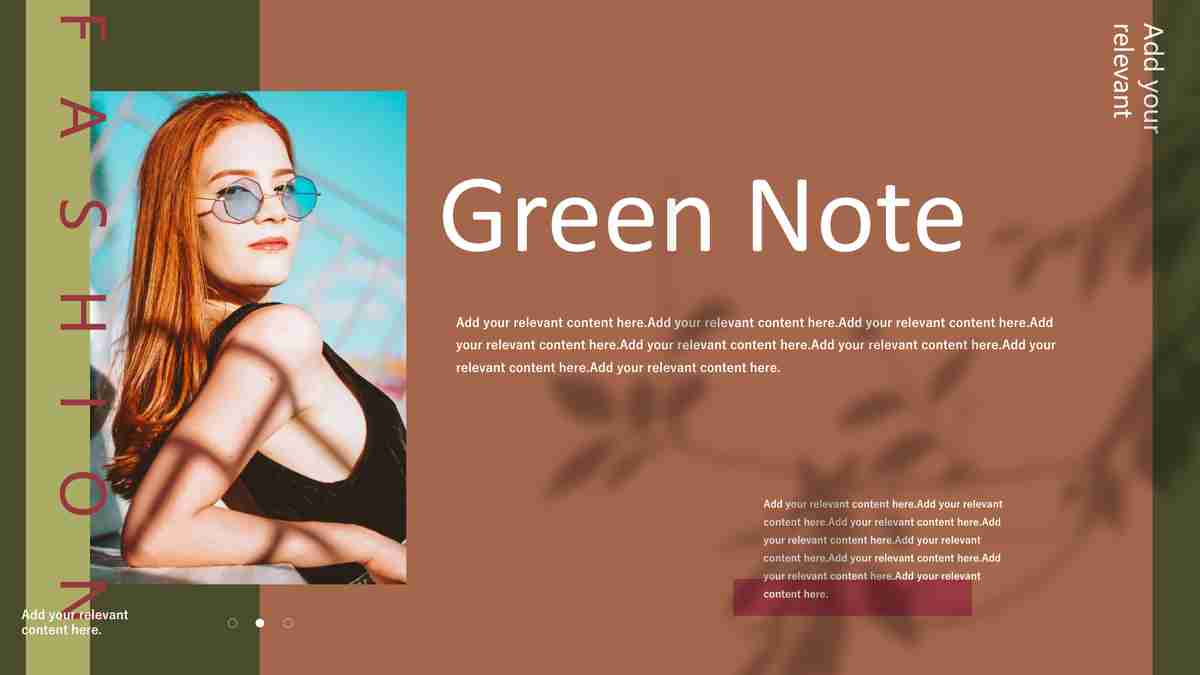 FASHION
Add your
relevant
Green Note
Add your relevant content here.Add your relevant content here.Add your relevant content here.Add
your relevant content here.Add your relevant content here.Add your relevant content here.Add your
relevant content here.Add your relevant content here.
Add your relevant content here.Add your relevant
content here.Add your relevant content here.Add
your relevant content here.Add your relevant
content here.Add your relevant content here.Add
your relevant content here.Add your relevant
content here.
Add your relevant
content here.